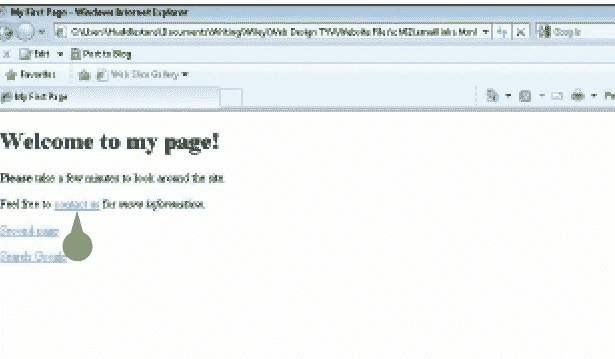 My First Page - Windows Internet Explorer
Google
Edit
Post to Blog
Favorites Web Slice Gallery
My First Page
Welcome to my page!
Please take a few minutes to look around the site.
Feel free to contact us for more information.
Second page
Search Google